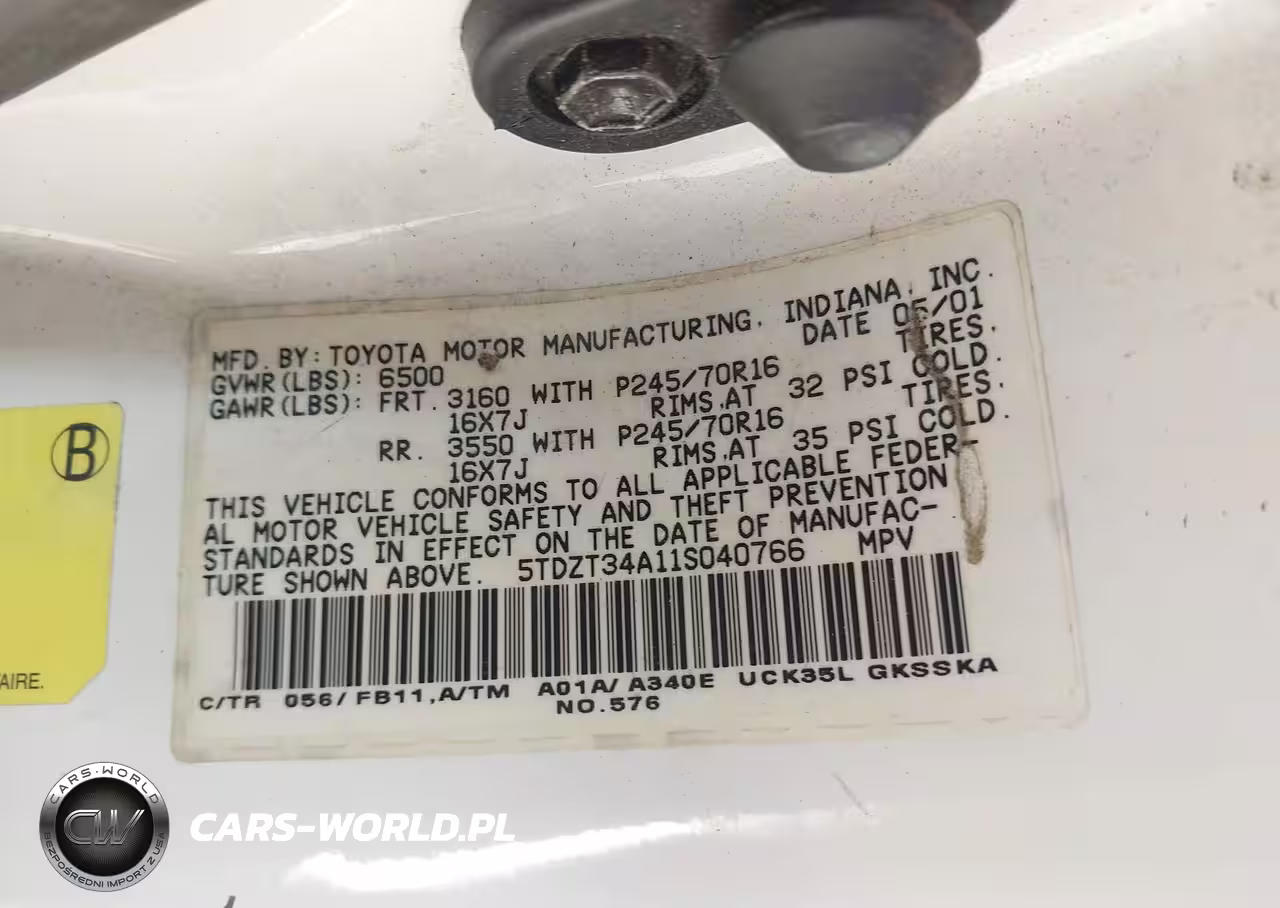 MFD. BY: TOYOTA MOTOR MANUFACTURING, INDIANA, INC.
GVWR(LBS): 6500 DATE 05/01
GAWR(LBS): FRT. 3160 WITH P245/70R16 TIRES.
16X7J RIMS.AT 32 PSI COLD.
RR. 3550 WITH P245/70R16 TIRES.
16X7J RIMS.AT 35 PSI COLD.
THIS VEHICLE CONFORMS TO ALL APPLICABLE FEDER-
AL MOTOR VEHICLE SAFETY AND THEFT PREVENTION
STANDARDS IN EFFECT ON THE DATE OF MANUFAC-
TURE SHOWN ABOVE. 5TDZT34A11S040766 MPV
C/TR 056/FB11,A/TM A01A/A340E UCK35L GKSSKA
NO.576
B
AIRE.
CARS-WORLD
CW
BEZPOŚREDNI IMPORT Z USA
CARS-WORLD.PL